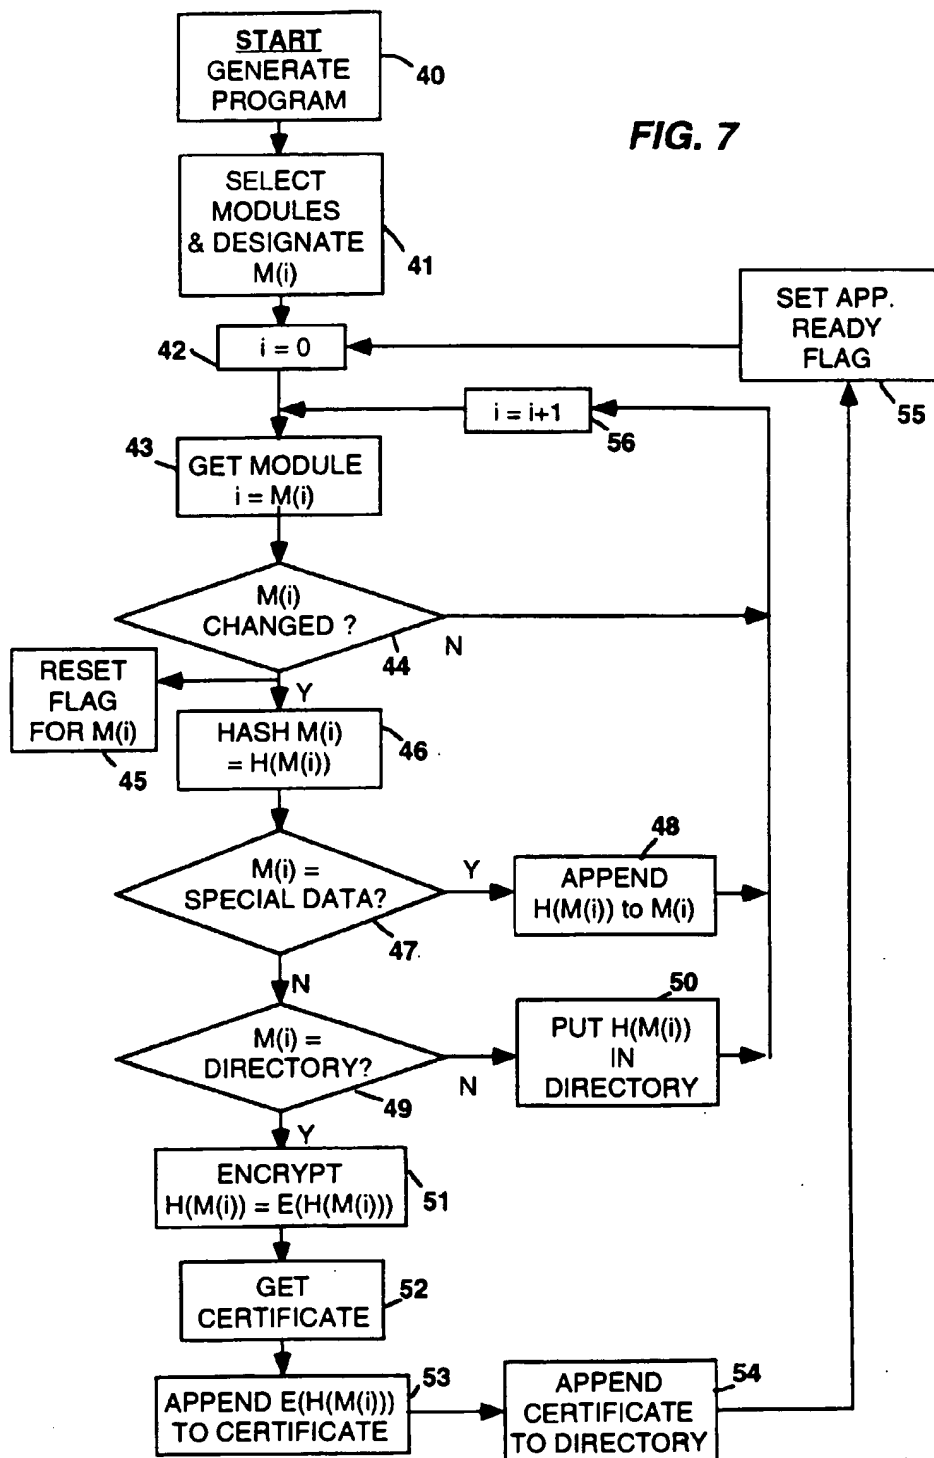 START
GENERATE
PROGRAM
40
FIG. 7
SELECT
MODULES
& DESIGNATE
M(i)
41
SET APP.
READY
FLAG
55
42
i = 0
i = i+1
56
43
GET MODULE
i = M(i)
M(i)
CHANGED ?
44
N
Y
RESET
FLAG
FOR M(i)
45
HASH M(i)
= H(M(i))
46
M(i) =
SPECIAL DATA?
47
Y
48
APPEND
H(M(i)) to M(i)
N
M(i) =
DIRECTORY?
49
N
50
PUT H(M(i))
IN
DIRECTORY
Y
ENCRYPT
H(M(i)) = E(H(M(i)))
51
GET
CERTIFICATE
52
APPEND E(H(M(i)))
TO CERTIFICATE
53
APPEND
CERTIFICATE
TO DIRECTORY
54